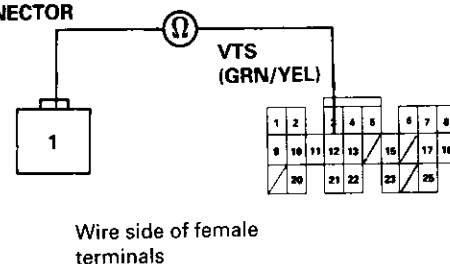 NECTOR
Ω
VTS
(GRN/YEL)
1
1 2 3 4 5 6 7 8
9 10 11 12 13 15 17 18
20 21 22 23 25
Wire side of female
terminals